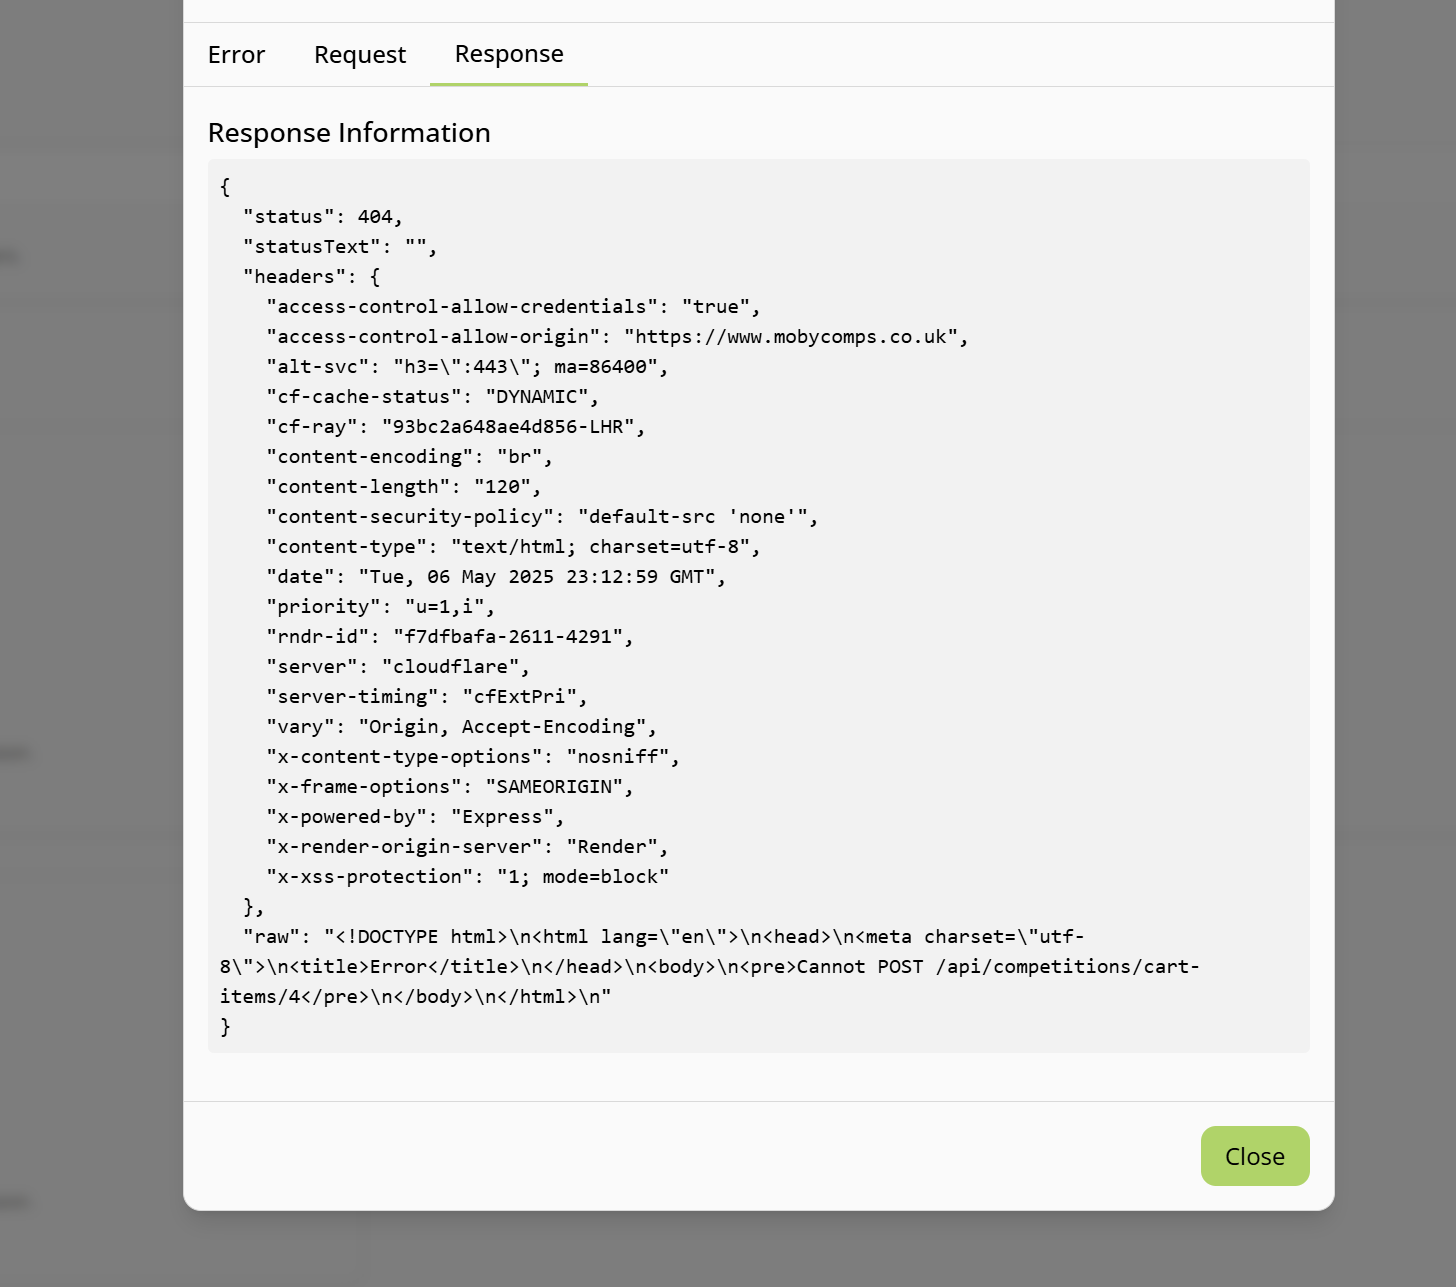 Error Request Response
Response Information
{
  "status": 404,
  "statusText": "",
  "headers": {
    "access-control-allow-credentials": "true",
    "access-control-allow-origin": "https://www.mobycomps.co.uk",
    "alt-svc": "h3=\":443\"; ma=86400",
    "cf-cache-status": "DYNAMIC",
    "cf-ray": "93bc2a648ae4d856-LHR",
    "content-encoding": "br",
    "content-length": "120",
    "content-security-policy": "default-src 'none'",
    "content-type": "text/html; charset=utf-8",
    "date": "Tue, 06 May 2025 23:12:59 GMT",
    "priority": "u=1,i",
    "rndr-id": "f7dfbafa-2611-4291",
    "server": "cloudflare",
    "server-timing": "cfExtPri",
    "vary": "Origin, Accept-Encoding",
    "x-content-type-options": "nosniff",
    "x-frame-options": "SAMEORIGIN",
    "x-powered-by": "Express",
    "x-render-origin-server": "Render",
    "x-xss-protection": "1; mode=block"
  },
  "raw": "<!DOCTYPE html>\n<html lang=\"en\">\n<head>\n<meta charset=\"utf-
8\">\n<title>Error</title>\n</head>\n<body>\n<pre>Cannot POST /api/competitions/cart-
items/4</pre>\n</body>\n</html>\n"
}
Close